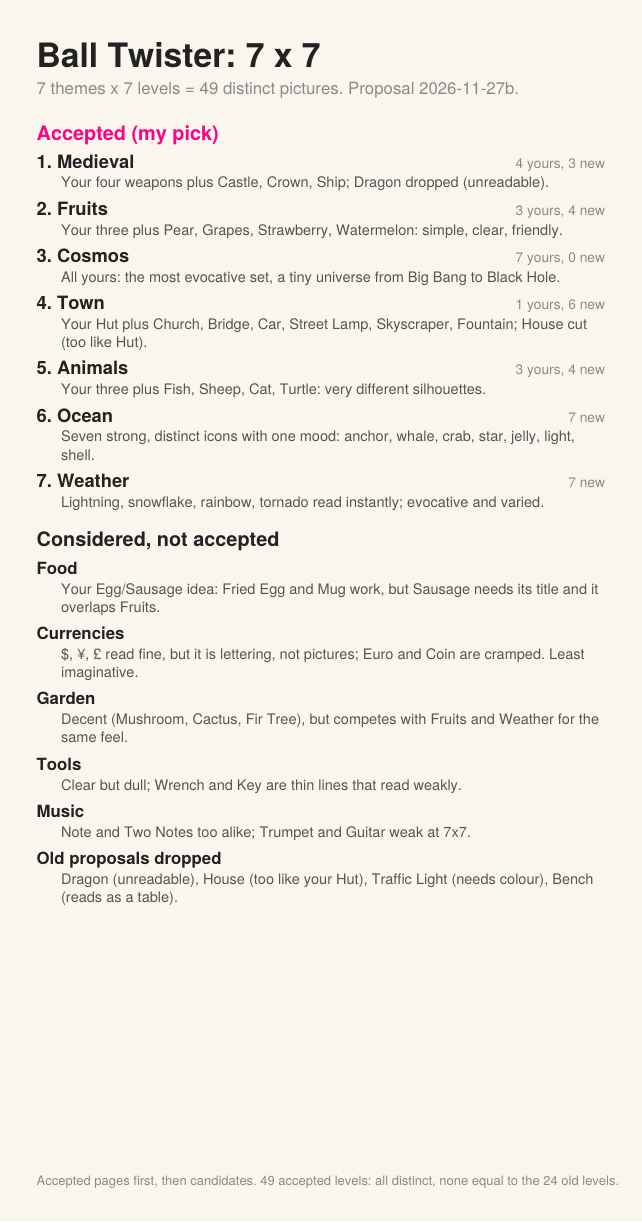 Ball Twister: 7 x 7
7 themes x 7 levels = 49 distinct pictures. Proposal 2026-11-27b.
Accepted (my pick)
1. Medieval 4 yours, 3 new
Your four weapons plus Castle, Crown, Ship; Dragon dropped (unreadable).
2. Fruits 3 yours, 4 new
Your three plus Pear, Grapes, Strawberry, Watermelon: simple, clear, friendly.
3. Cosmos 7 yours, 0 new
All yours: the most evocative set, a tiny universe from Big Bang to Black Hole.
4. Town 1 yours, 6 new
Your Hut plus Church, Bridge, Car, Street Lamp, Skyscraper, Fountain; House cut
(too like Hut).
5. Animals 3 yours, 4 new
Your three plus Fish, Sheep, Cat, Turtle: very different silhouettes.
6. Ocean 7 new
Seven strong, distinct icons with one mood: anchor, whale, crab, star, jelly, light,
shell.
7. Weather 7 new
Lightning, snowflake, rainbow, tornado read instantly; evocative and varied.
Considered, not accepted
Food
Your Egg/Sausage idea: Fried Egg and Mug work, but Sausage needs its title and it
overlaps Fruits.
Currencies
$, ¥, £ read fine, but it is lettering, not pictures; Euro and Coin are cramped. Least
imaginative.
Garden
Decent (Mushroom, Cactus, Fir Tree), but competes with Fruits and Weather for the
same feel.
Tools
Clear but dull; Wrench and Key are thin lines that read weakly.
Music
Note and Two Notes too alike; Trumpet and Guitar weak at 7x7.
Old proposals dropped
Dragon (unreadable), House (too like your Hut), Traffic Light (needs colour), Bench
(reads as a table).
Accepted pages first, then candidates. 49 accepted levels: all distinct, none equal to the 24 old levels.